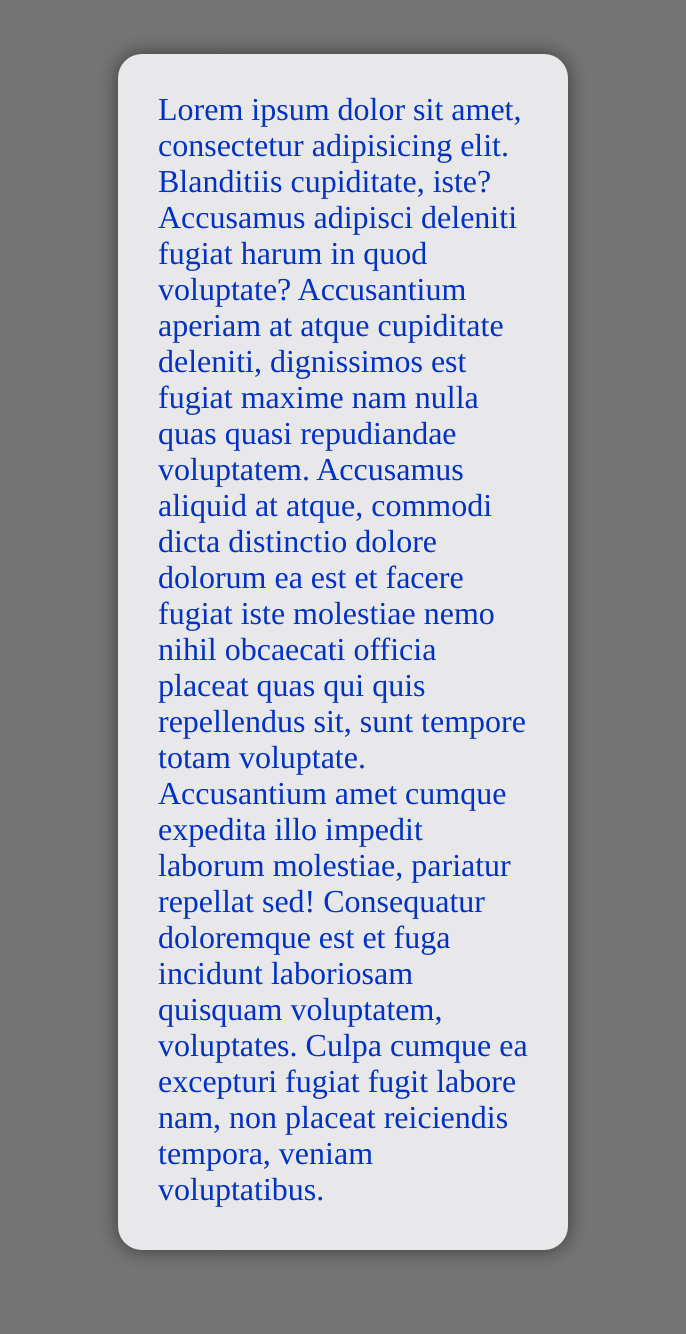 Lorem ipsum dolor sit amet,
consectetur adipisicing elit.
Blanditiis cupiditate, iste?
Accusamus adipisci deleniti
fugiat harum in quod
voluptate? Accusantium
aperiam at atque cupiditate
deleniti, dignissimos est
fugiat maxime nam nulla
quas quasi repudiandae
voluptatem. Accusamus
aliquid at atque, commodi
dicta distinctio dolore
dolorum ea est et facere
fugiat iste molestiae nemo
nihil obcaecati officia
placeat quas qui quis
repellendus sit, sunt tempore
totam voluptate.
Accusantium amet cumque
expedita illo impedit
laborum molestiae, pariatur
repellat sed! Consequatur
doloremque est et fuga
incidunt laboriosam
quisquam voluptatem,
voluptates. Culpa cumque ea
excepturi fugiat fugit labore
nam, non placeat reiciendis
tempora, veniam
voluptatibus.